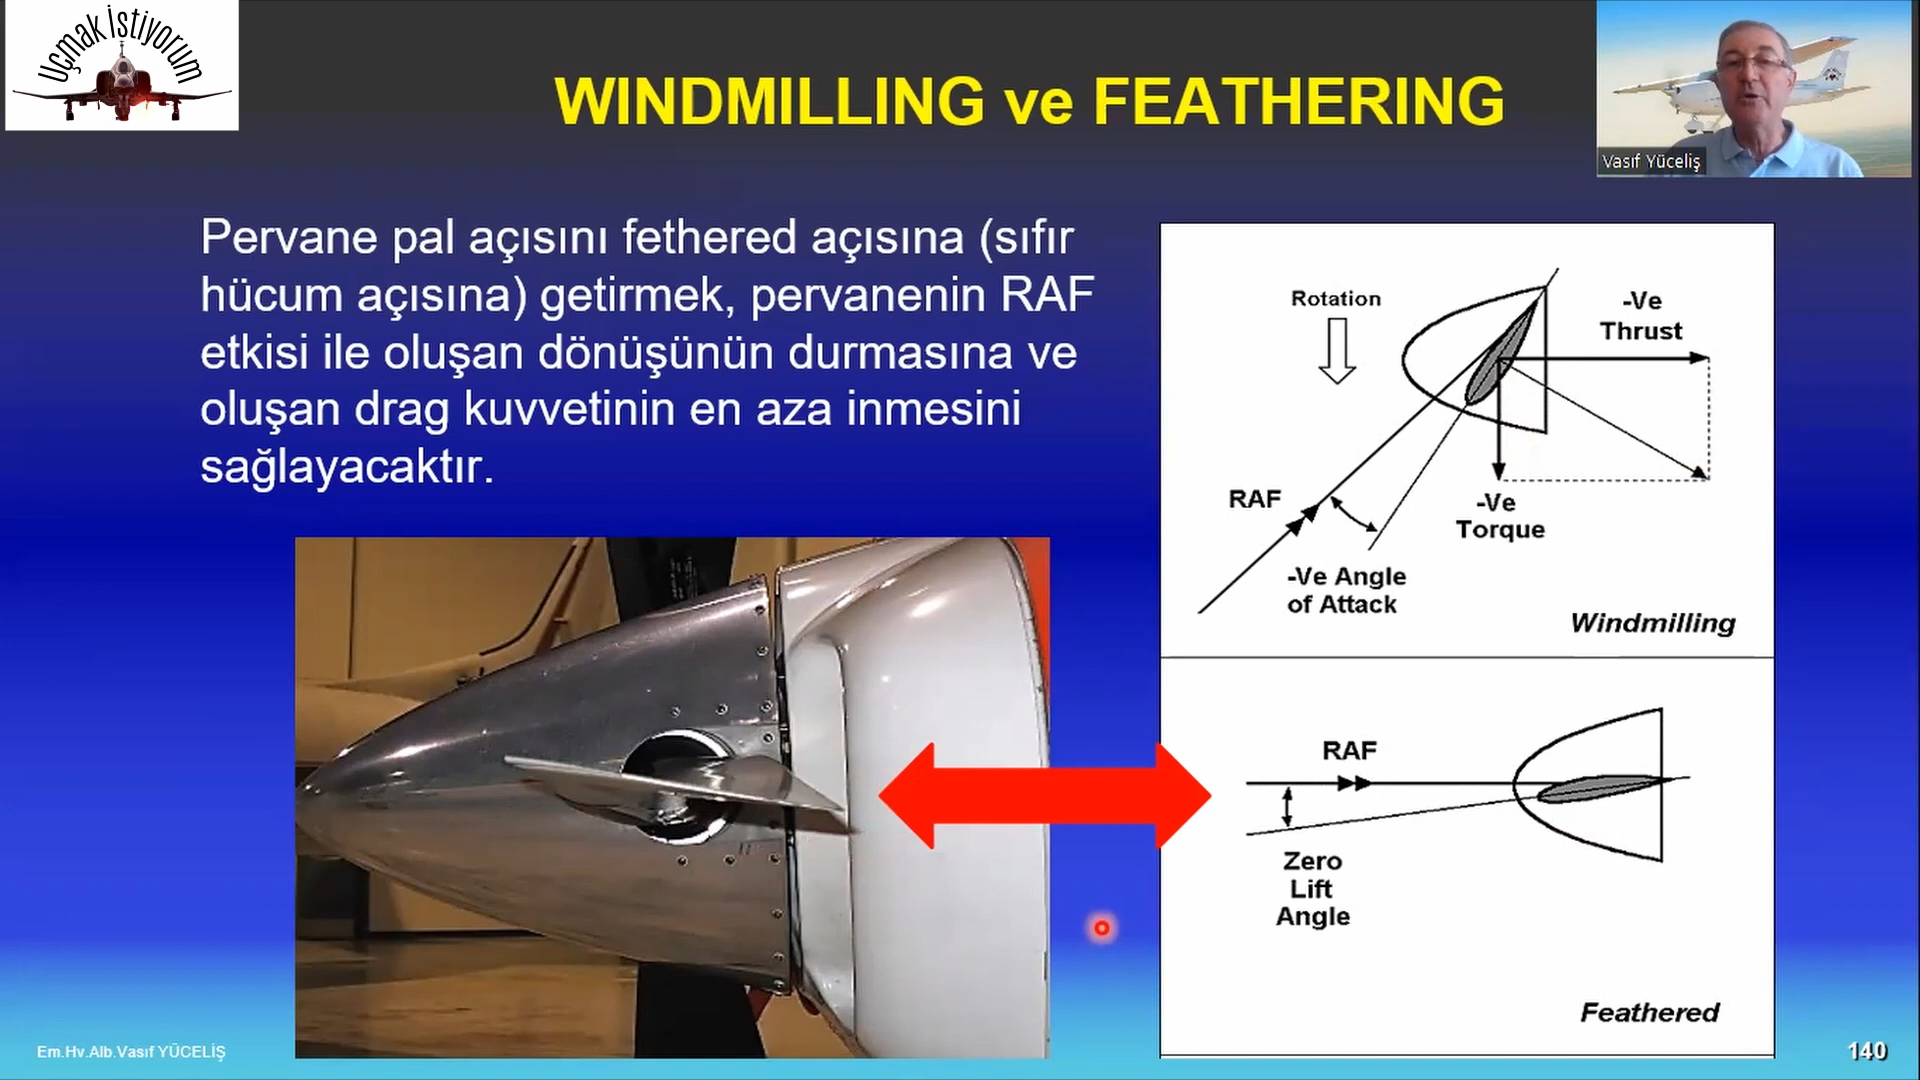 Uçmak İstiyorum
WINDMILLING ve FEATHERING
Vasıf Yüceliş
Pervane pal açısını fethered açısına (sıfır
hücum açısına) getirmek, pervanenin RAF
etkisi ile oluşan dönüşünün durmasına ve
oluşan drag kuvvetinin en aza inmesini
sağlayacaktır.
Rotation
-Ve
Thrust
RAF
-Ve
Torque
-Ve Angle
of Attack
Windmilling
RAF
Zero
Lift
Angle
Feathered
Em.Hv.Alb.Vasıf YÜCELİŞ
140